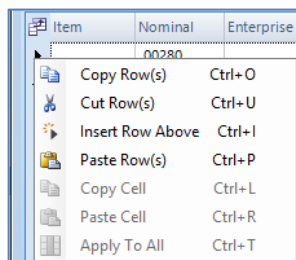 Item Nominal Enterprise
00280
Copy Row(s) Ctrl+O
Cut Row(s) Ctrl+U
Insert Row Above Ctrl+I
Paste Row(s) Ctrl+P
Copy Cell Ctrl+L
Paste Cell Ctrl+R
Apply To All Ctrl+T